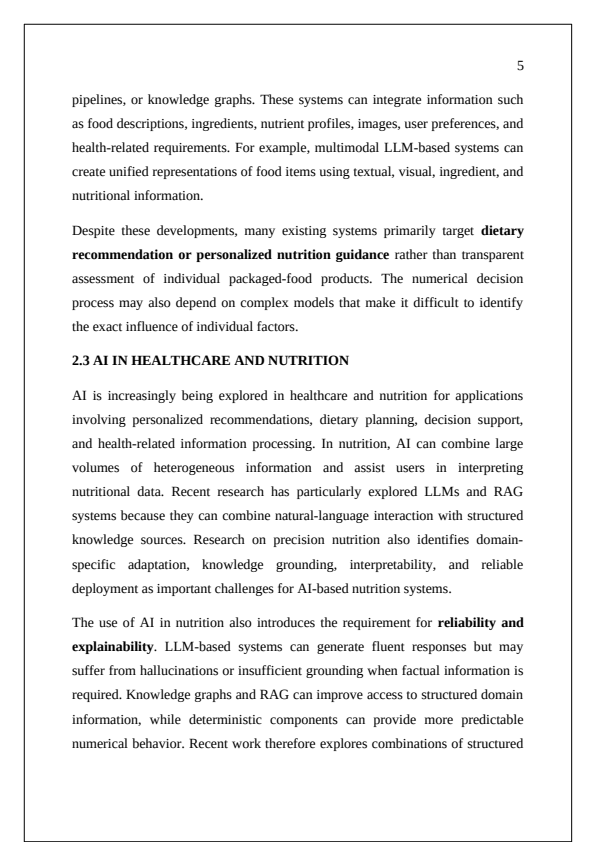 5
pipelines, or knowledge graphs. These systems can integrate information such
as food descriptions, ingredients, nutrient profiles, images, user preferences, and
health-related requirements. For example, multimodal LLM-based systems can
create unified representations of food items using textual, visual, ingredient, and
nutritional information.
Despite these developments, many existing systems primarily target dietary
recommendation or personalized nutrition guidance rather than transparent
assessment of individual packaged-food products. The numerical decision
process may also depend on complex models that make it difficult to identify
the exact influence of individual factors.
2.3 AI IN HEALTHCARE AND NUTRITION
AI is increasingly being explored in healthcare and nutrition for applications
involving personalized recommendations, dietary planning, decision support,
and health-related information processing. In nutrition, AI can combine large
volumes of heterogeneous information and assist users in interpreting
nutritional data. Recent research has particularly explored LLMs and RAG
systems because they can combine natural-language interaction with structured
knowledge sources. Research on precision nutrition also identifies domain-
specific adaptation, knowledge grounding, interpretability, and reliable
deployment as important challenges for AI-based nutrition systems.
The use of AI in nutrition also introduces the requirement for reliability and
explainability. LLM-based systems can generate fluent responses but may
suffer from hallucinations or insufficient grounding when factual information is
required. Knowledge graphs and RAG can improve access to structured domain
information, while deterministic components can provide more predictable
numerical behavior. Recent work therefore explores combinations of structured